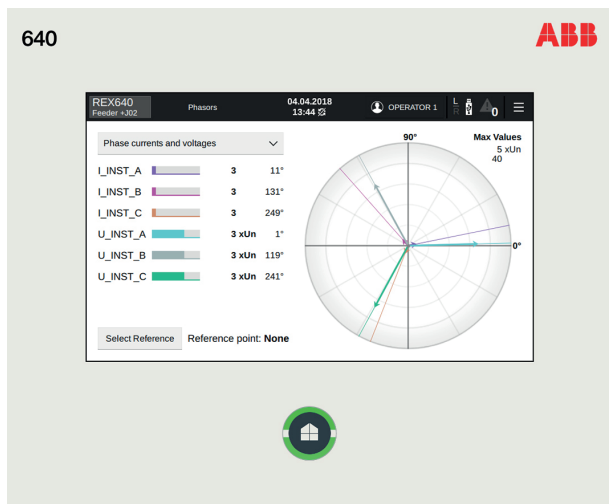 640
ABB
REX640
Feeder +J02
Phasors
04.04.2018
13:44
OPERATOR 1
L
R
0
Phase currents and voltages
I_INST_A 3 11°
I_INST_B 3 131°
I_INST_C 3 249°
U_INST_A 3 xUn 1°
U_INST_B 3 xUn 119°
U_INST_C 3 xUn 241°
90°
Max Values
5 xUn
40
0°
Select Reference
Reference point: None